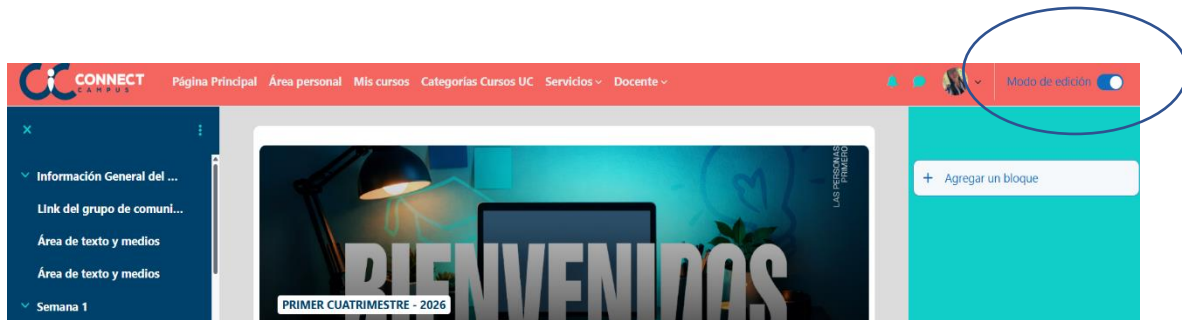 CiC CONNECT
CAMPUS
Página Principal Área personal Mis cursos Categorías Cursos UC Servicios Docente
Modo de edición
Información General del ...
LInk del grupo de comuni...
Área de texto y medios
Área de texto y medios
Semana 1
LAS PERSONAS
PRIMERO
BIENVENIDOS
PRIMER CUATRIMESTRE - 2026
+ Agregar un bloque